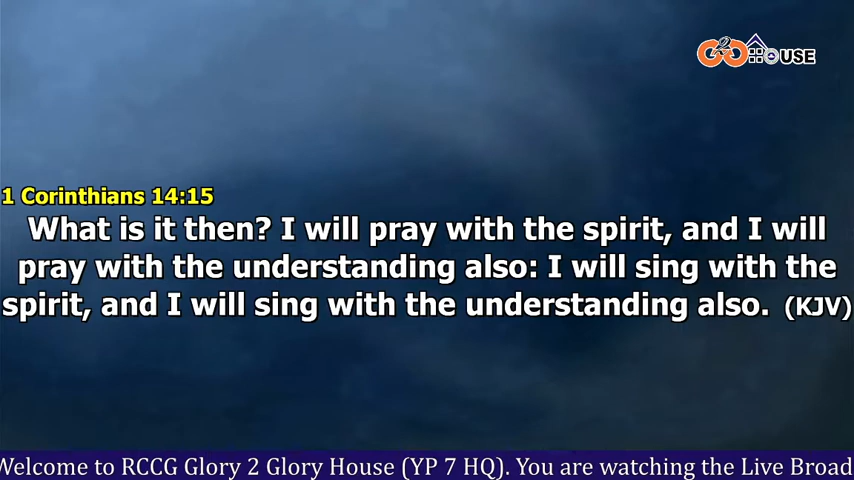 G2G HOUSE
1 Corinthians 14:15
What is it then? I will pray with the spirit, and I will
pray with the understanding also: I will sing with the
spirit, and I will sing with the understanding also. (KJV)
Welcome to RCCG Glory 2 Glory House (YP 7 HQ). You are watching the Live Broad